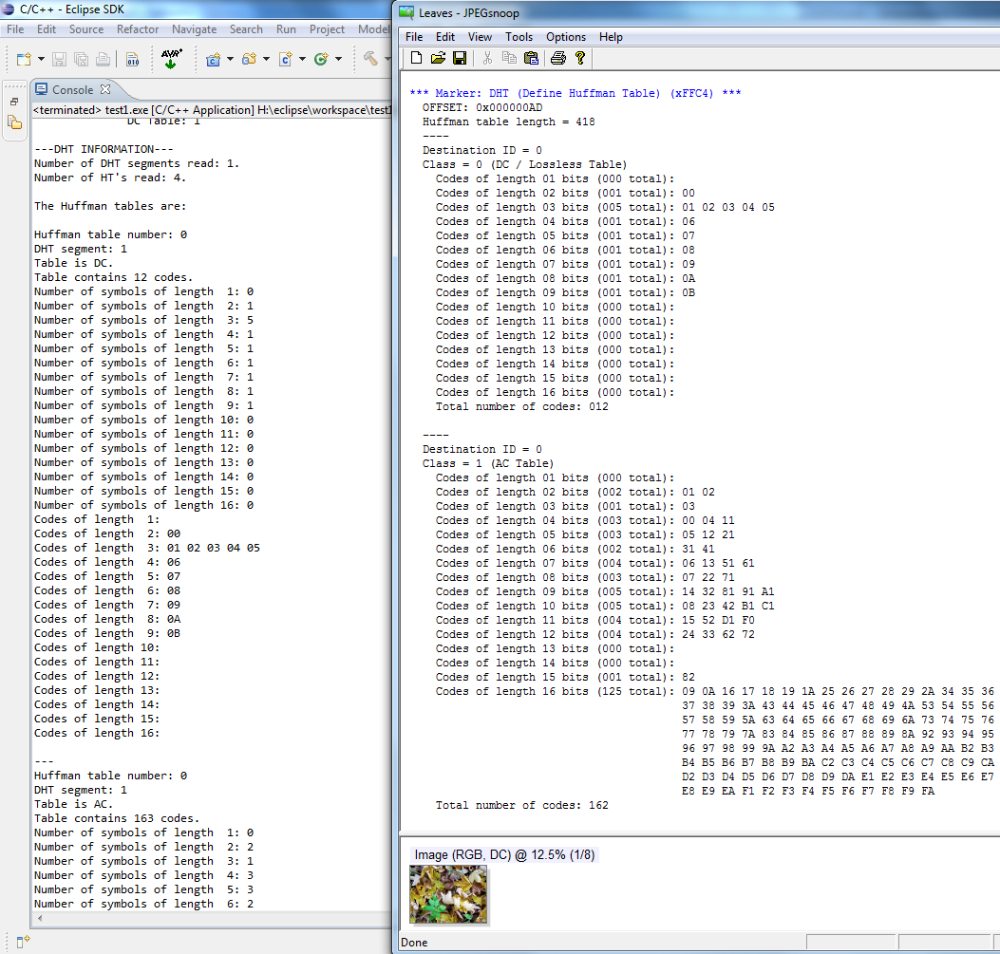 C/C++ - Eclipse SDK
File Edit Source Refactor Navigate Search Run Project Model
010
AVR
Console
<terminated> test1.exe [C/C++ Application] H:\eclipse\workspace\test1
DC Table: 1
---DHT INFORMATION---
Number of DHT segments read: 1.
Number of HT's read: 4.
The Huffman tables are:
Huffman table number: 0
DHT segment: 1
Table is DC.
Table contains 12 codes.
Number of symbols of length  1: 0
Number of symbols of length  2: 1
Number of symbols of length  3: 5
Number of symbols of length  4: 1
Number of symbols of length  5: 1
Number of symbols of length  6: 1
Number of symbols of length  7: 1
Number of symbols of length  8: 1
Number of symbols of length  9: 1
Number of symbols of length 10: 0
Number of symbols of length 11: 0
Number of symbols of length 12: 0
Number of symbols of length 13: 0
Number of symbols of length 14: 0
Number of symbols of length 15: 0
Number of symbols of length 16: 0
Codes of length  1:
Codes of length  2: 00
Codes of length  3: 01 02 03 04 05
Codes of length  4: 06
Codes of length  5: 07
Codes of length  6: 08
Codes of length  7: 09
Codes of length  8: 0A
Codes of length  9: 0B
Codes of length 10:
Codes of length 11:
Codes of length 12:
Codes of length 13:
Codes of length 14:
Codes of length 15:
Codes of length 16:
---
Huffman table number: 0
DHT segment: 1
Table is AC.
Table contains 163 codes.
Number of symbols of length  1: 0
Number of symbols of length  2: 2
Number of symbols of length  3: 1
Number of symbols of length  4: 3
Number of symbols of length  5: 3
Number of symbols of length  6: 2
Leaves - JPEGsnoop
File Edit View Tools Options Help
*** Marker: DHT (Define Huffman Table) (xFFC4) ***
OFFSET: 0x000000AD
Huffman table length = 418
----
Destination ID = 0
Class = 0 (DC / Lossless Table)
Codes of length 01 bits (000 total):
Codes of length 02 bits (001 total): 00
Codes of length 03 bits (005 total): 01 02 03 04 05
Codes of length 04 bits (001 total): 06
Codes of length 05 bits (001 total): 07
Codes of length 06 bits (001 total): 08
Codes of length 07 bits (001 total): 09
Codes of length 08 bits (001 total): 0A
Codes of length 09 bits (001 total): 0B
Codes of length 10 bits (000 total):
Codes of length 11 bits (000 total):
Codes of length 12 bits (000 total):
Codes of length 13 bits (000 total):
Codes of length 14 bits (000 total):
Codes of length 15 bits (000 total):
Codes of length 16 bits (000 total):
Total number of codes: 012
----
Destination ID = 0
Class = 1 (AC Table)
Codes of length 01 bits (000 total):
Codes of length 02 bits (002 total): 01 02
Codes of length 03 bits (001 total): 03
Codes of length 04 bits (003 total): 00 04 11
Codes of length 05 bits (003 total): 05 12 21
Codes of length 06 bits (002 total): 31 41
Codes of length 07 bits (004 total): 06 13 51 61
Codes of length 08 bits (003 total): 07 22 71
Codes of length 09 bits (005 total): 14 32 81 91 A1
Codes of length 10 bits (005 total): 08 23 42 B1 C1
Codes of length 11 bits (004 total): 15 52 D1 F0
Codes of length 12 bits (004 total): 24 33 62 72
Codes of length 13 bits (000 total):
Codes of length 14 bits (000 total):
Codes of length 15 bits (001 total): 82
Codes of length 16 bits (125 total): 09 0A 16 17 18 19 1A 25 26 27 28 29 2A 34 35 36
37 38 39 3A 43 44 45 46 47 48 49 4A 53 54 55 56
57 58 59 5A 63 64 65 66 67 68 69 6A 73 74 75 76
77 78 79 7A 83 84 85 86 87 88 89 8A 92 93 94 95
96 97 98 99 9A A2 A3 A4 A5 A6 A7 A8 A9 AA B2 B3
B4 B5 B6 B7 B8 B9 BA C2 C3 C4 C5 C6 C7 C8 C9 CA
D2 D3 D4 D5 D6 D7 D8 D9 DA E1 E2 E3 E4 E5 E6 E7
E8 E9 EA F1 F2 F3 F4 F5 F6 F7 F8 F9 FA
Total number of codes: 162
Image (RGB, DC) @ 12.5% (1/8)
Done